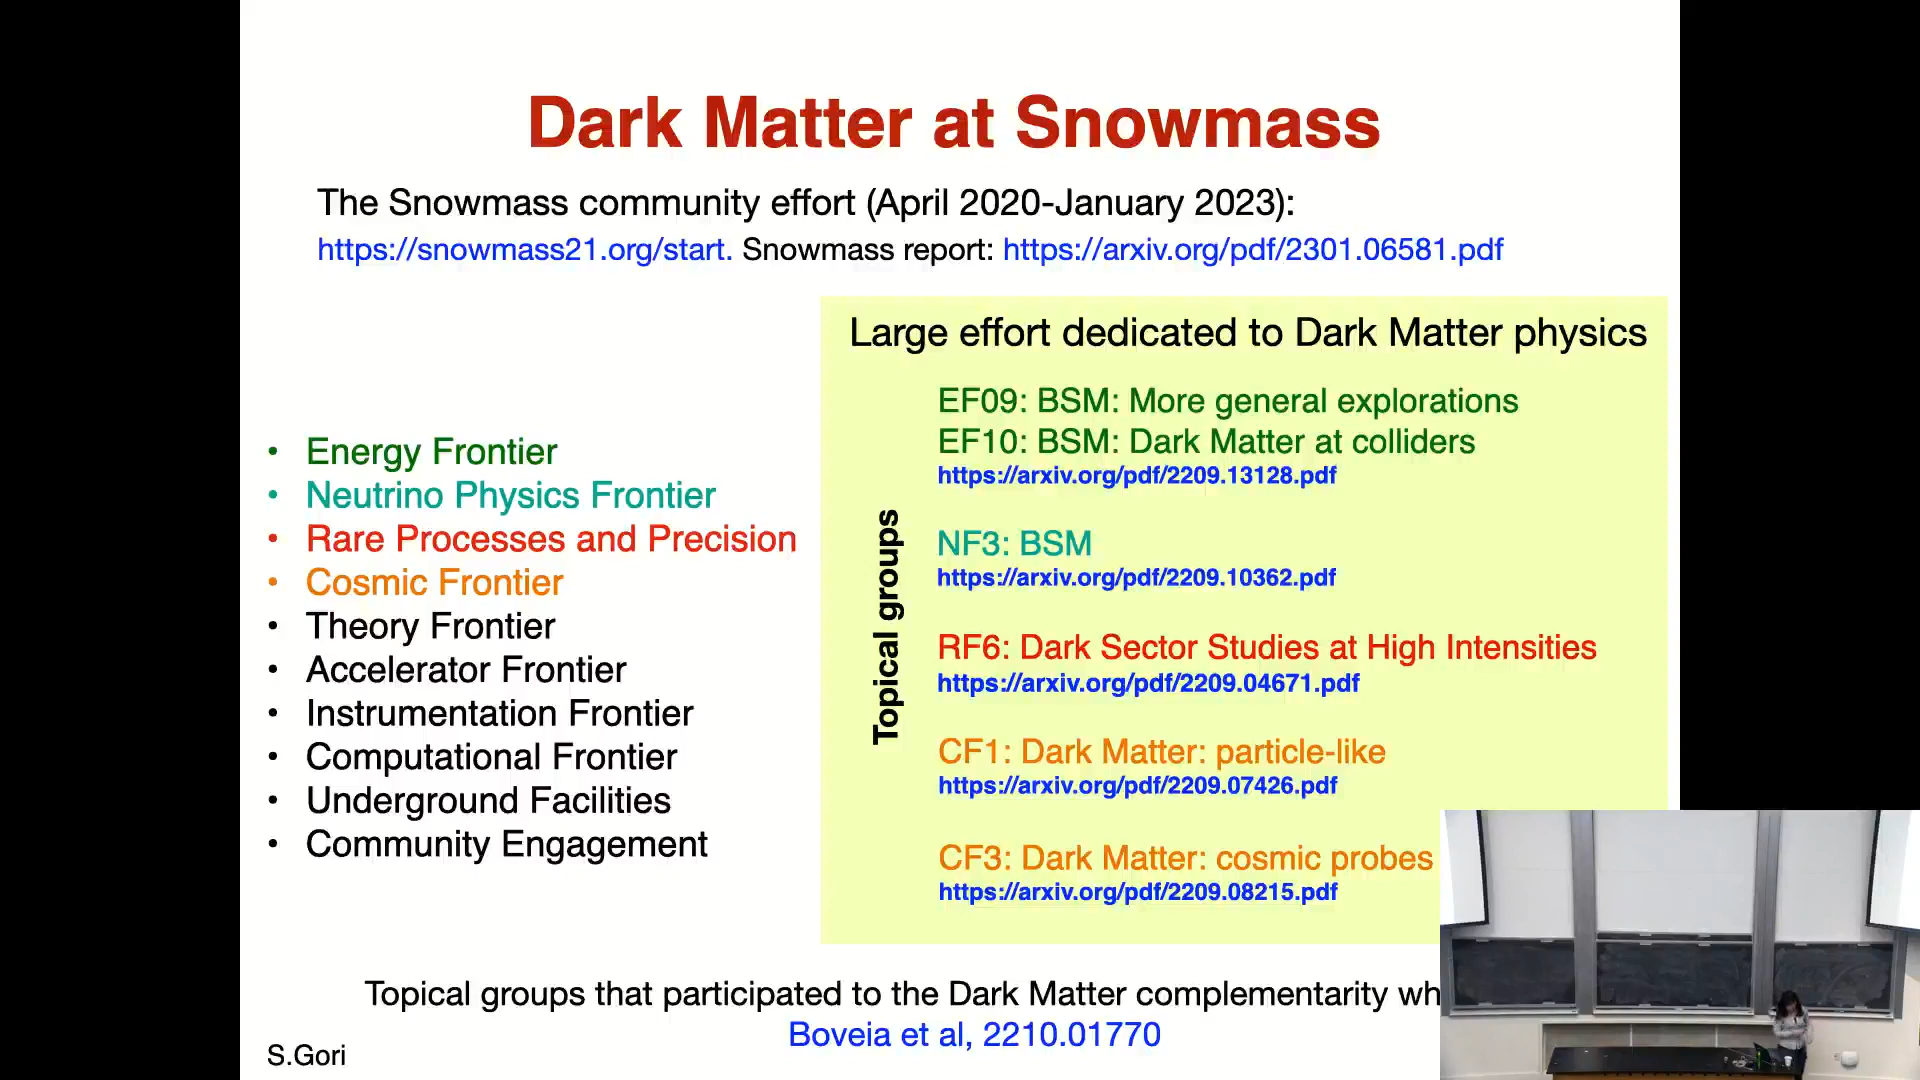 Dark Matter at Snowmass
The Snowmass community effort (April 2020-January 2023):
https://snowmass21.org/start. Snowmass report: https://arxiv.org/pdf/2301.06581.pdf
• Energy Frontier
• Neutrino Physics Frontier
• Rare Processes and Precision
• Cosmic Frontier
• Theory Frontier
• Accelerator Frontier
• Instrumentation Frontier
• Computational Frontier
• Underground Facilities
• Community Engagement
Large effort dedicated to Dark Matter physics
Topical groups
EF09: BSM: More general explorations
EF10: BSM: Dark Matter at colliders
https://arxiv.org/pdf/2209.13128.pdf
NF3: BSM
https://arxiv.org/pdf/2209.10362.pdf
RF6: Dark Sector Studies at High Intensities
https://arxiv.org/pdf/2209.04671.pdf
CF1: Dark Matter: particle-like
https://arxiv.org/pdf/2209.07426.pdf
CF3: Dark Matter: cosmic probes
https://arxiv.org/pdf/2209.08215.pdf
Topical groups that participated to the Dark Matter complementarity wh
Boveia et al, 2210.01770
S.Gori